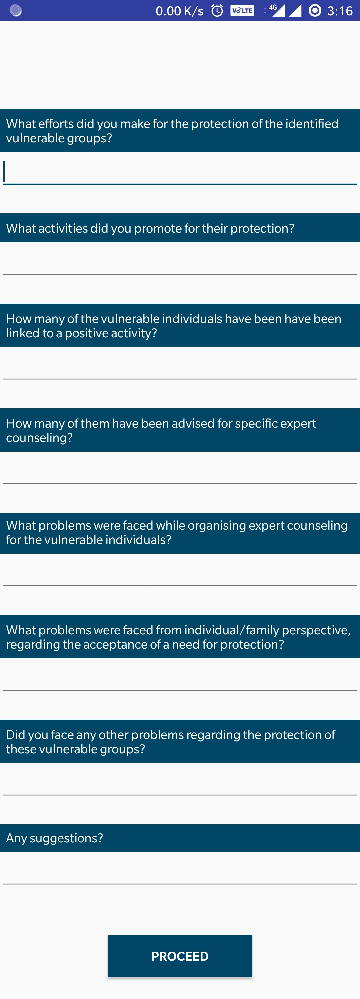 0.00 K/s VoLTE 4G 3:16
What efforts did you make for the protection of the identified
vulnerable groups?
What activities did you promote for their protection?
How many of the vulnerable individuals have been have been
linked to a positive activity?
How many of them have been advised for specific expert
counseling?
What problems were faced while organising expert counseling
for the vulnerable individuals?
What problems were faced from individual/family perspective,
regarding the acceptance of a need for protection?
Did you face any other problems regarding the protection of
these vulnerable groups?
Any suggestions?
PROCEED